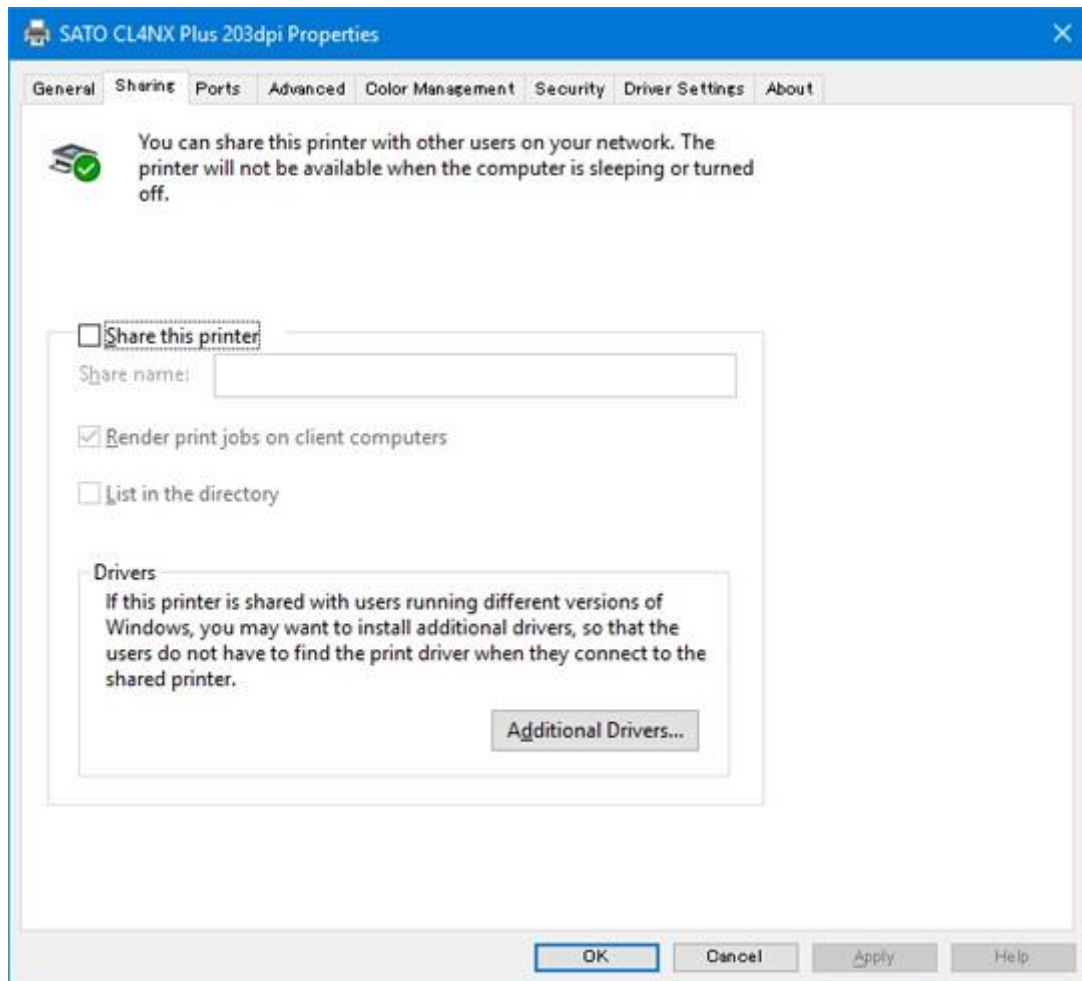 SATO CL4NX Plus 203dpi Properties
General Sharing Ports Advanced Color Management Security Driver Settings About
You can share this printer with other users on your network. The
printer will not be available when the computer is sleeping or turned
off.
Share this printer
Share name:
Render print jobs on client computers
List in the directory
Drivers
If this printer is shared with users running different versions of
Windows, you may want to install additional drivers, so that the
users do not have to find the print driver when they connect to the
shared printer.
Additional Drivers...
OK Cancel Apply Help